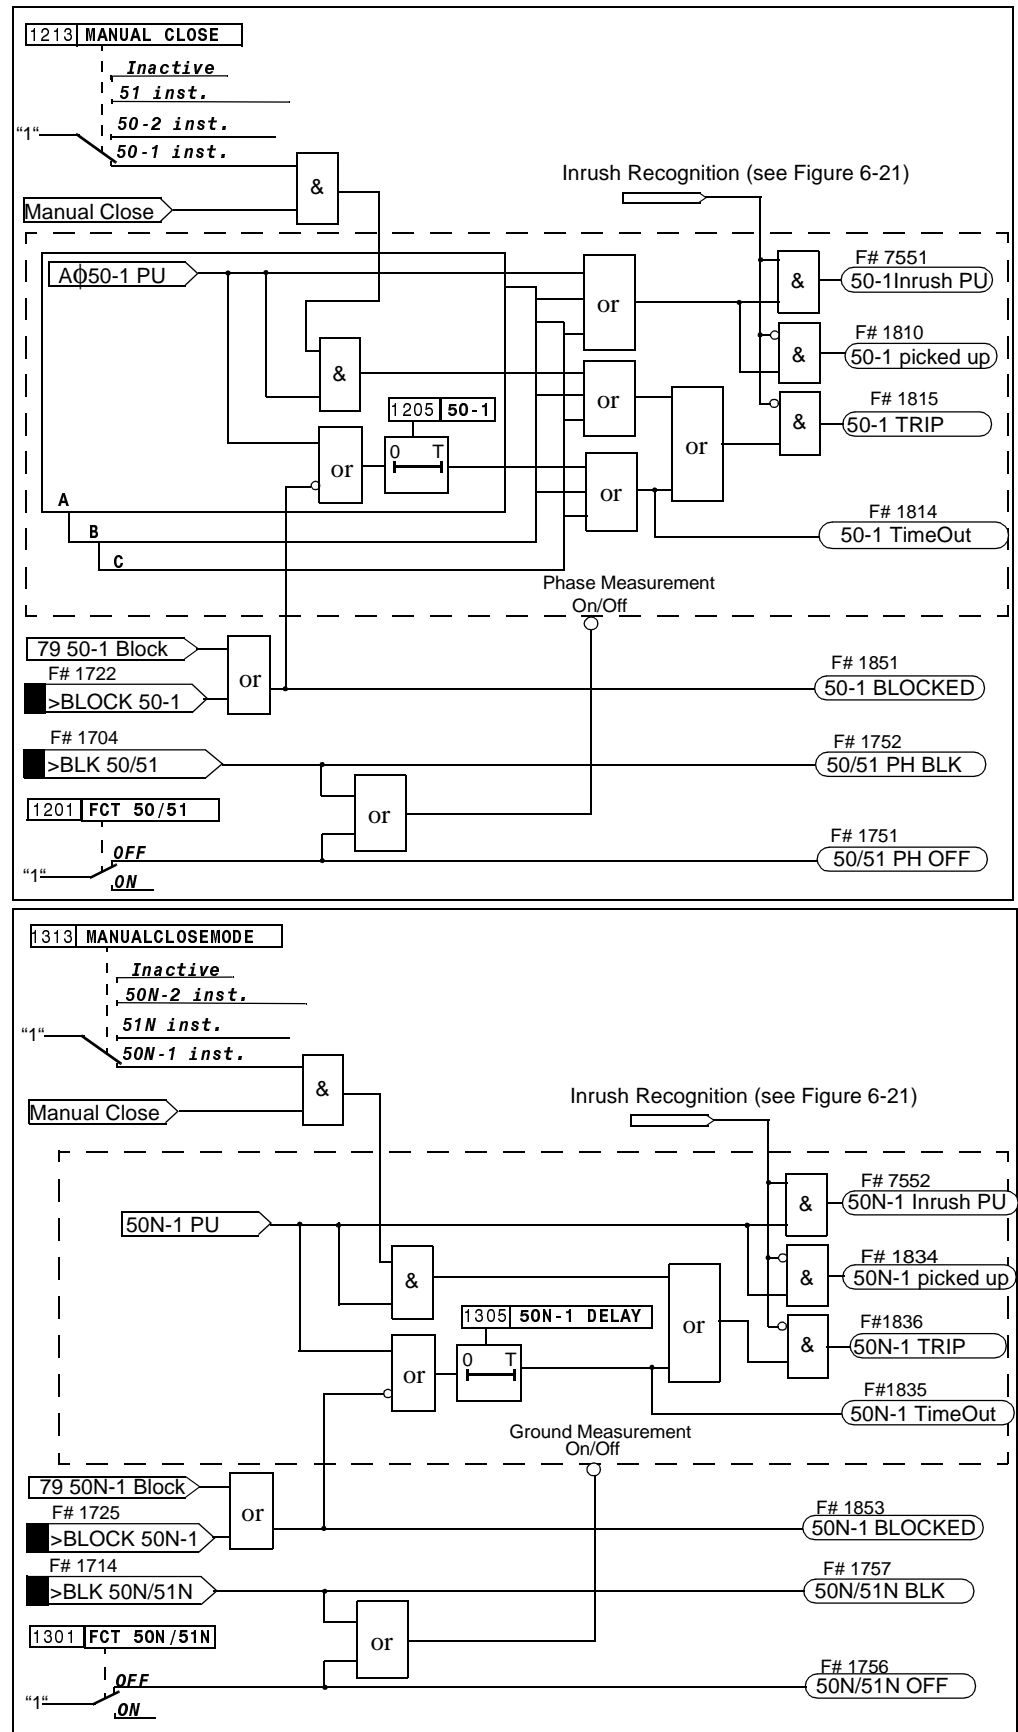 1213 MANUAL CLOSE
Inactive
51 inst.
50-2 inst.
“1“
50-1 inst.
&
Manual Close
Inrush Recognition (see Figure 6-21)
Aϕ50-1 PU
or
&
F# 7551
50-1Inrush PU
&
F# 1810
50-1 picked up
&
or
1205 50-1
&
F# 1815
50-1 TRIP
or
0 T
or
or
A
B
C
F# 1814
50-1 TimeOut
Phase Measurement
On/Off
79 50-1 Block
F# 1722
>BLOCK 50-1
or
F# 1851
50-1 BLOCKED
F# 1704
>BLK 50/51
F# 1752
50/51 PH BLK
or
1201 FCT 50/51
OFF
“1“
ON
F# 1751
50/51 PH OFF
1313 MANUALCLOSEMODE
Inactive
50N-2 inst.
51N inst.
“1“
50N-1 inst.
&
Manual Close
Inrush Recognition (see Figure 6-21)
50N-1 PU
&
F# 7552
50N-1 Inrush PU
&
&
F# 1834
50N-1 picked up
1305 50N-1 DELAY
or
&
F#1836
50N-1 TRIP
or
0 T
F#1835
50N-1 TimeOut
Ground Measurement
On/Off
79 50N-1 Block
F# 1725
>BLOCK 50N-1
or
F# 1853
50N-1 BLOCKED
F# 1714
>BLK 50N/51N
F# 1757
50N/51N BLK
or
1301 FCT 50N/51N
OFF
“1“
ON
F# 1756
50N/51N OFF